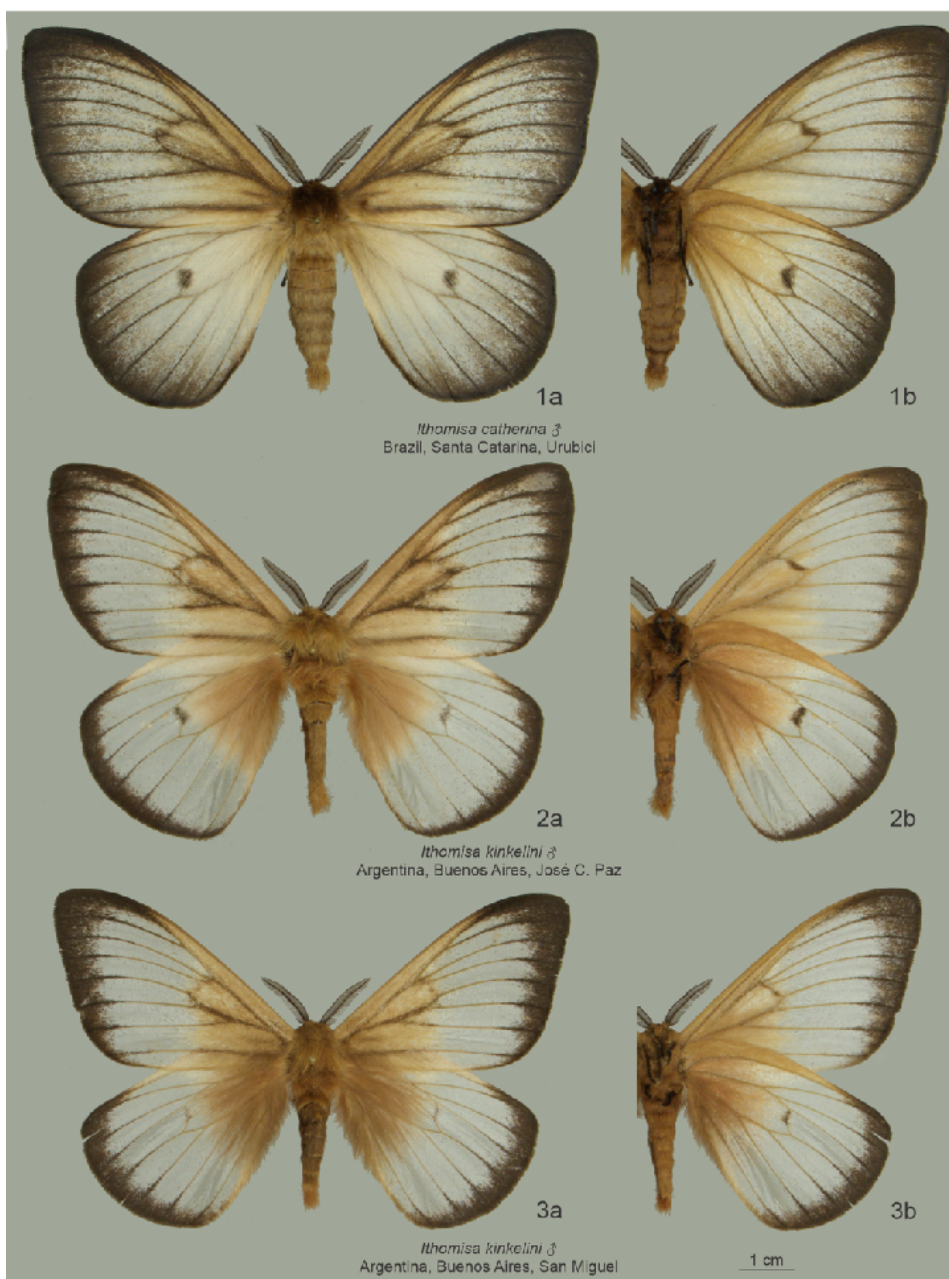 1a
1b
Ithomisa catherina ♂
Brazil, Santa Catarina, Urubici
2a
2b
Ithomisa kinkelini ♂
Argentina, Buenos Aires, José C. Paz
3a
3b
Ithomisa kinkelini ♂
Argentina, Buenos Aires, San Miguel
1 cm